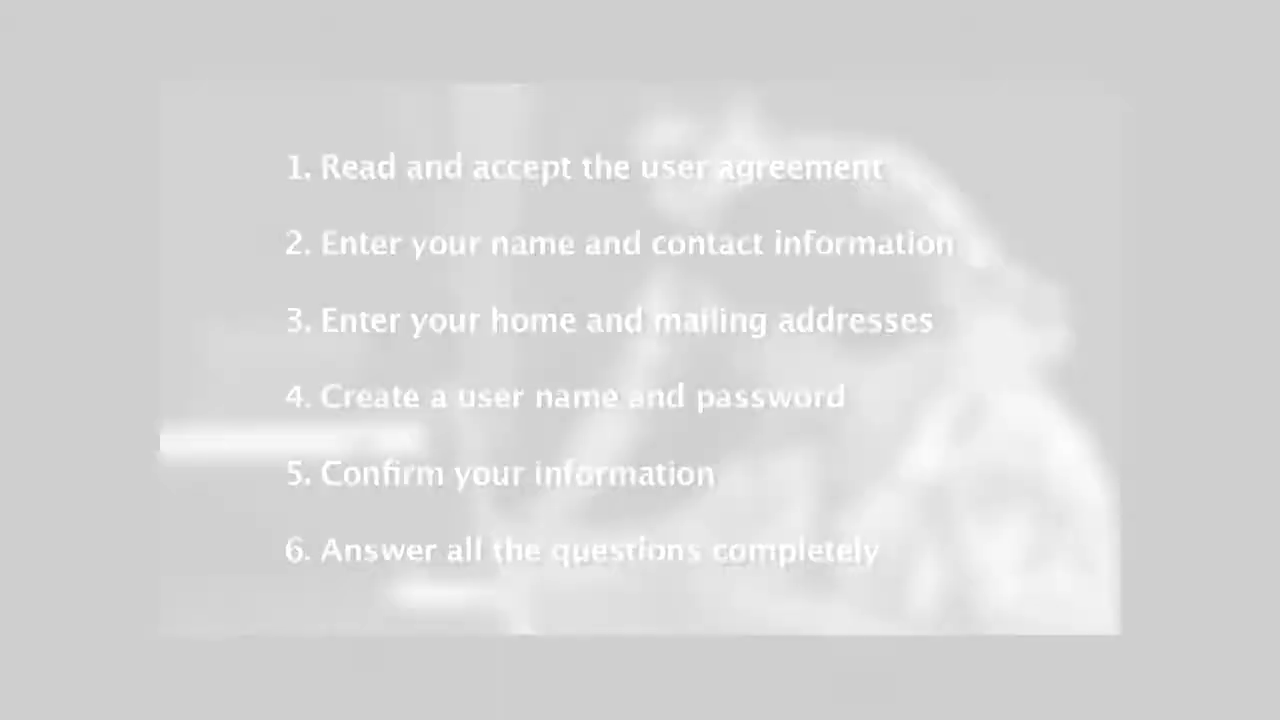 1. Read and accept the user agreement
2. Enter your name and contact information
3. Enter your home and mailing addresses
4. Create a user name and password
5. Confirm your information
6. Answer all the questions completely